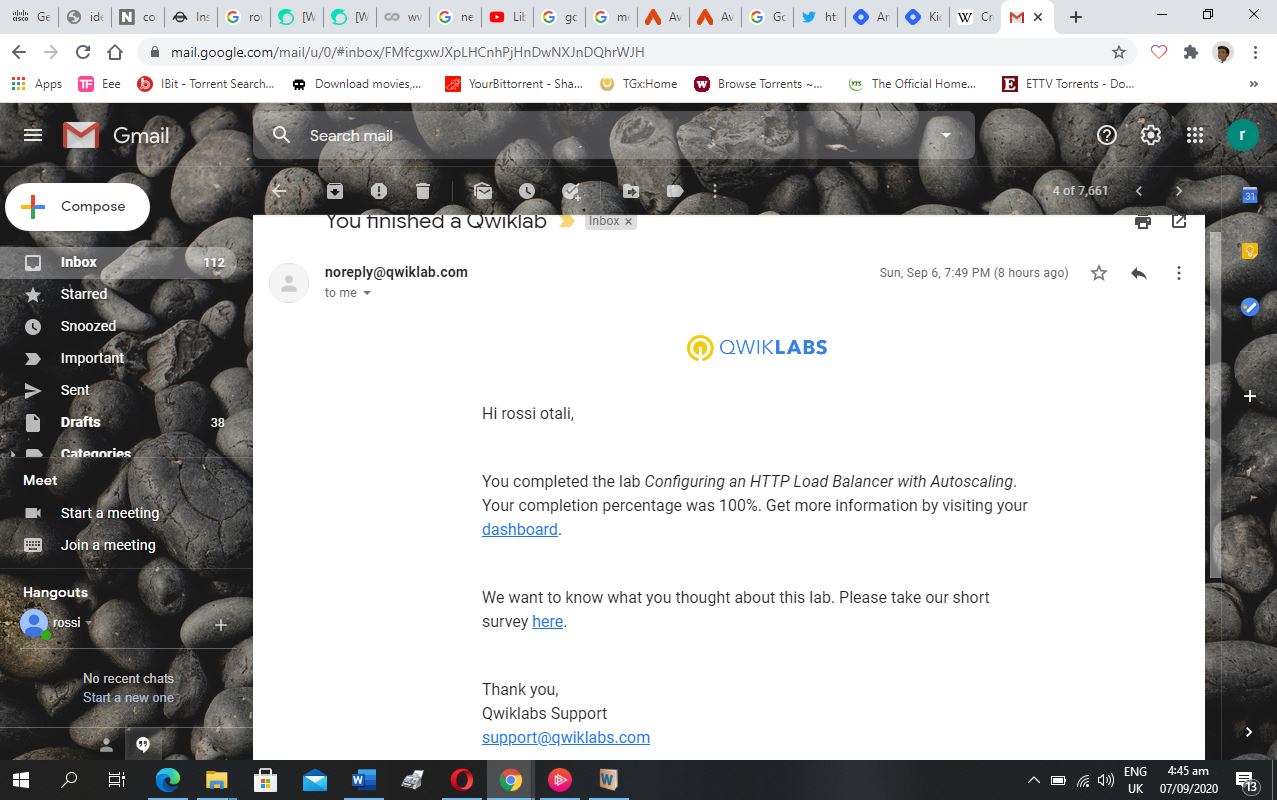 Ge
ide
co
Ins
rou
[W
[W
wv
ne
Lit
gc
m
Av
Av
Gc
htt
Ar
Kic
Cr
mail.google.com/mail/u/0/#inbox/FMfcgxwJXpLHCnhPjHnDwNXJnDQhrWJH
Apps
Eee
IBit - Torrent Search...
Download movies,...
YourBittorrent - Sha...
TGx:Home
Browse Torrents ~...
The Official Home...
ETTV Torrents - Do...
»
Gmail
Search mail
r
Compose
4 of 7,661
You finished a Qwiklab
Inbox ×
Inbox 112
Starred
Snoozed
Important
Sent
Drafts 38
Categories
Meet
Start a meeting
Join a meeting
Hangouts
rossi
No recent chats
Start a new one
noreply@qwiklab.com
Sun, Sep 6, 7:49 PM (8 hours ago)
to me
QWIKLABS
Hi rossi otali,
You completed the lab Configuring an HTTP Load Balancer with Autoscaling.
Your completion percentage was 100%. Get more information by visiting your
dashboard.
We want to know what you thought about this lab. Please take our short
survey here.
Thank you,
Qwiklabs Support
support@qwiklabs.com
31
ENG
UK
4:45 am
07/09/2020
13